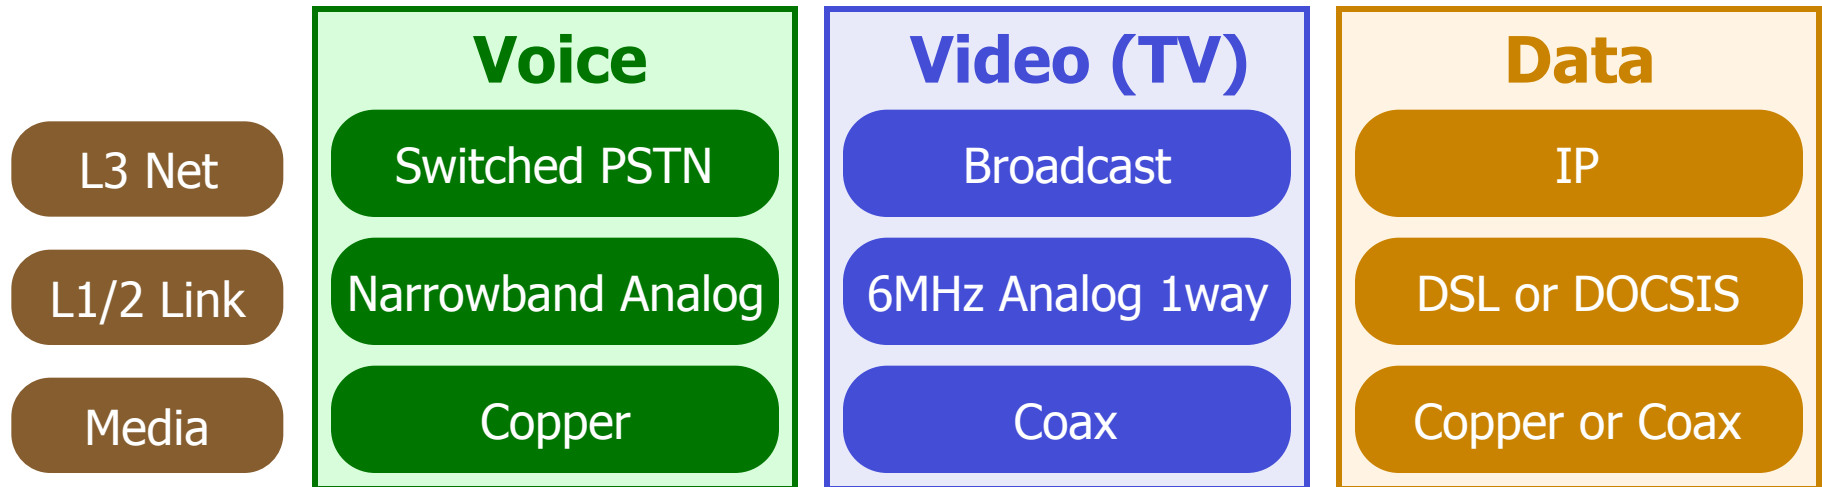 Voice
Video (TV)
Data
L3 Net
Switched PSTN
Broadcast
IP
L1/2 Link
Narrowband Analog
6MHz Analog 1way
DSL or DOCSIS
Media
Copper
Coax
Copper or Coax